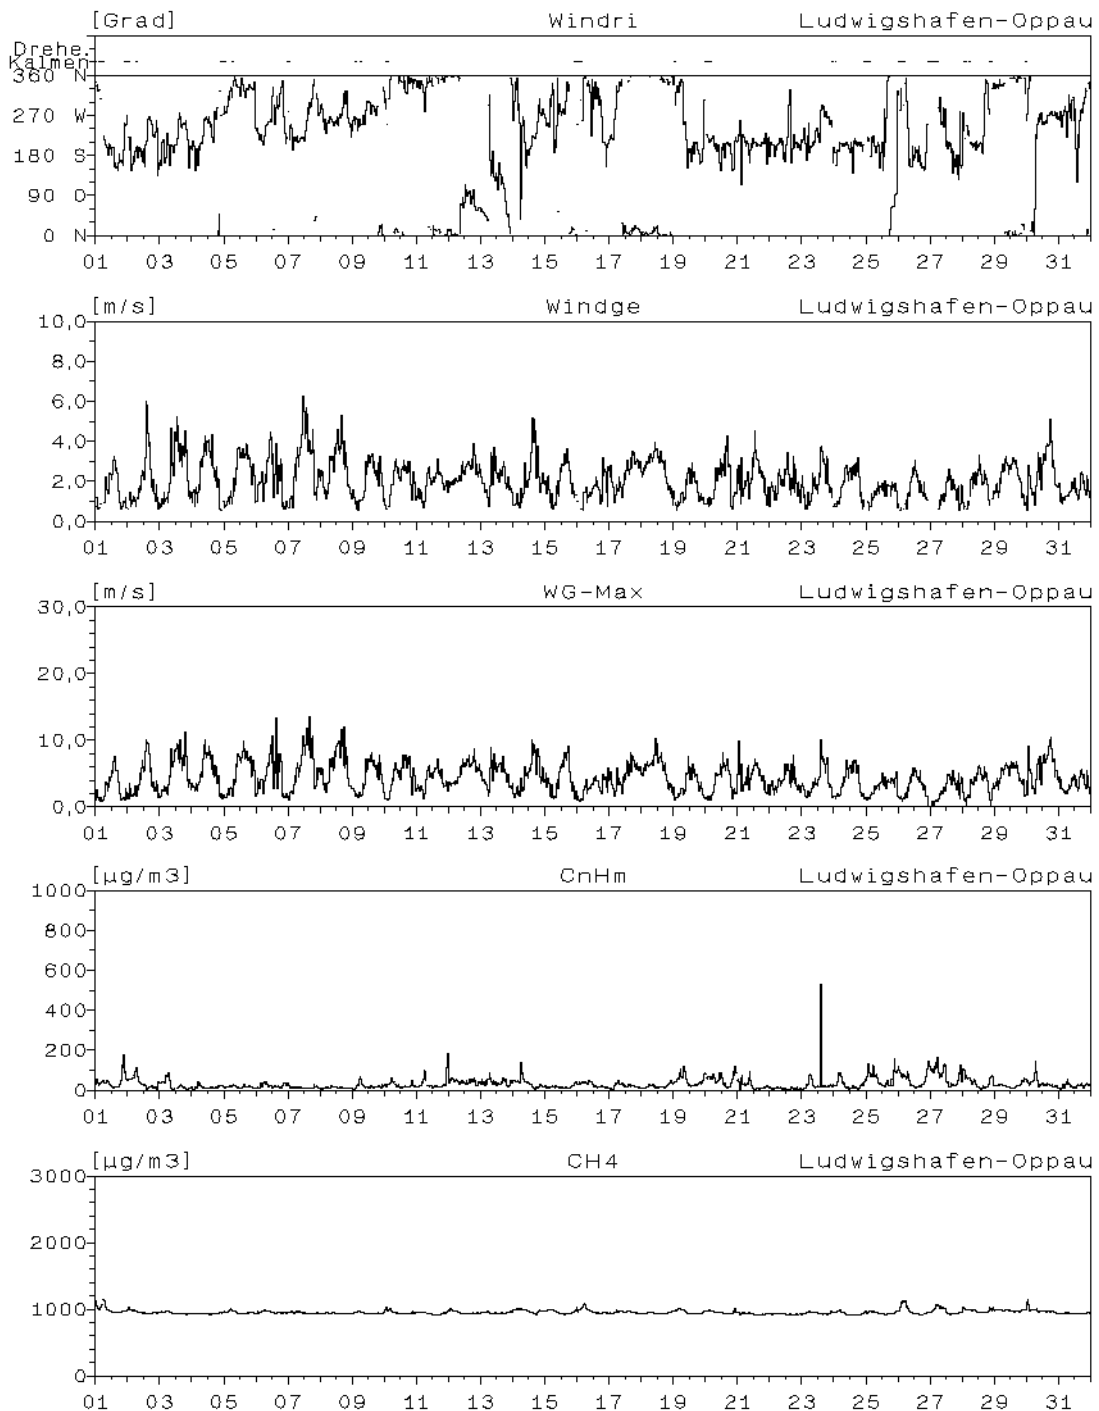 [Grad] Windri Ludwigshafen-Oppau
Drehe.
Kalmen
360 N
270 W
180 S
90 O
0 N
01 03 05 07 09 11 13 15 17 19 21 23 25 27 29 31
[m/s] Windge Ludwigshafen-Oppau
10,0
8,0
6,0
4,0
2,0
0,0
01 03 05 07 09 11 13 15 17 19 21 23 25 27 29 31
[m/s] WG-Max Ludwigshafen-Oppau
30,0
20,0
10,0
0,0
01 03 05 07 09 11 13 15 17 19 21 23 25 27 29 31
[µg/m3] CnHm Ludwigshafen-Oppau
1000
800
600
400
200
0
01 03 05 07 09 11 13 15 17 19 21 23 25 27 29 31
[µg/m3] CH4 Ludwigshafen-Oppau
3000
2000
1000
0
01 03 05 07 09 11 13 15 17 19 21 23 25 27 29 31